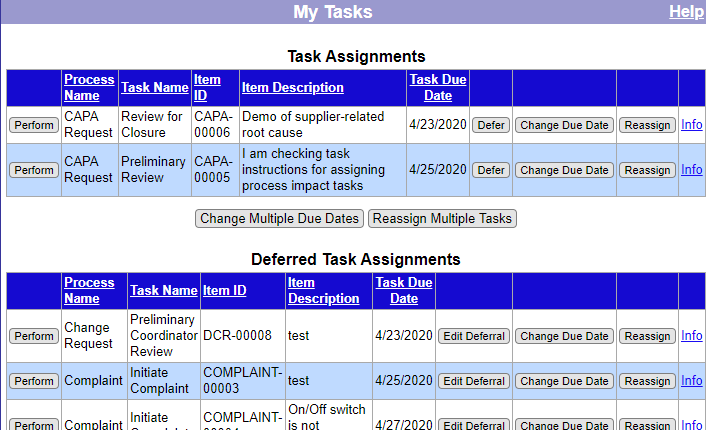 My Tasks Help
Task Assignments
Process Name Task Name Item ID Item Description Task Due Date
Perform CAPA Request Review for Closure CAPA-00006 Demo of supplier-related root cause 4/23/2020 Defer Change Due Date Reassign Info
Perform CAPA Request Preliminary Review CAPA-00005 I am checking task instructions for assigning process impact tasks 4/25/2020 Defer Change Due Date Reassign Info
Change Multiple Due Dates Reassign Multiple Tasks
Deferred Task Assignments
Process Name Task Name Item ID Item Description Task Due Date
Perform Change Request Preliminary Coordinator Review DCR-00008 test 4/23/2020 Edit Deferral Change Due Date Reassign Info
Perform Complaint Initiate Complaint COMPLAINT-00003 test 4/25/2020 Edit Deferral Change Due Date Reassign Info
Perform Complaint Initiate COMPLAINT- On/Off switch is not 4/27/2020 Edit Deferral Change Due Date Reassign Info